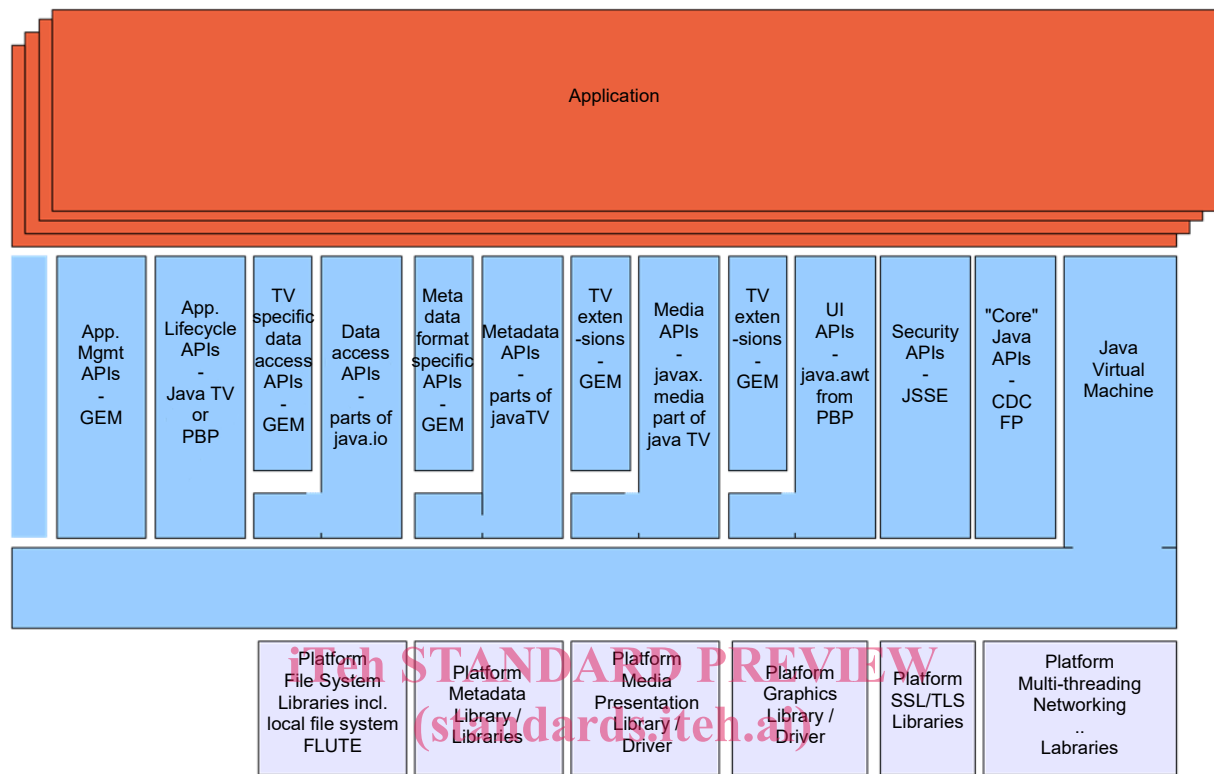 Application
App.
Mgmt
APIs
-
GEM
App.
Lifecycle
APIs
-
Java TV
or
PBP
TV
specific
data
access
APIs
-
GEM
Data
access
APIs
-
parts of
java.io
Meta
data
format
specific
APIs
-
GEM
Metadata
APIs
-
parts of
javaTV
TV
exten
-sions
-
GEM
Media
APIs
-
javax.
media
part of
java TV
TV
exten
-sions
-
GEM
UI
APIs
-
java.awt
from
PBP
Security
APIs
-
JSSE
"Core"
Java
APIs
-
CDC
FP
Java
Virtual
Machine
Platform
File System
Libraries incl.
local file system
FLUTE
Platform
Metadata
Library /
Libraries
Platform
Media
Presentation
Library /
Driver
Platform
Graphics
Library /
Driver
Platform
SSL/TLS
Libraries
Platform
Multi-threading
Networking
..
Labraries
iTeh STANDARD PREVIEW
(standards.iteh.ai)